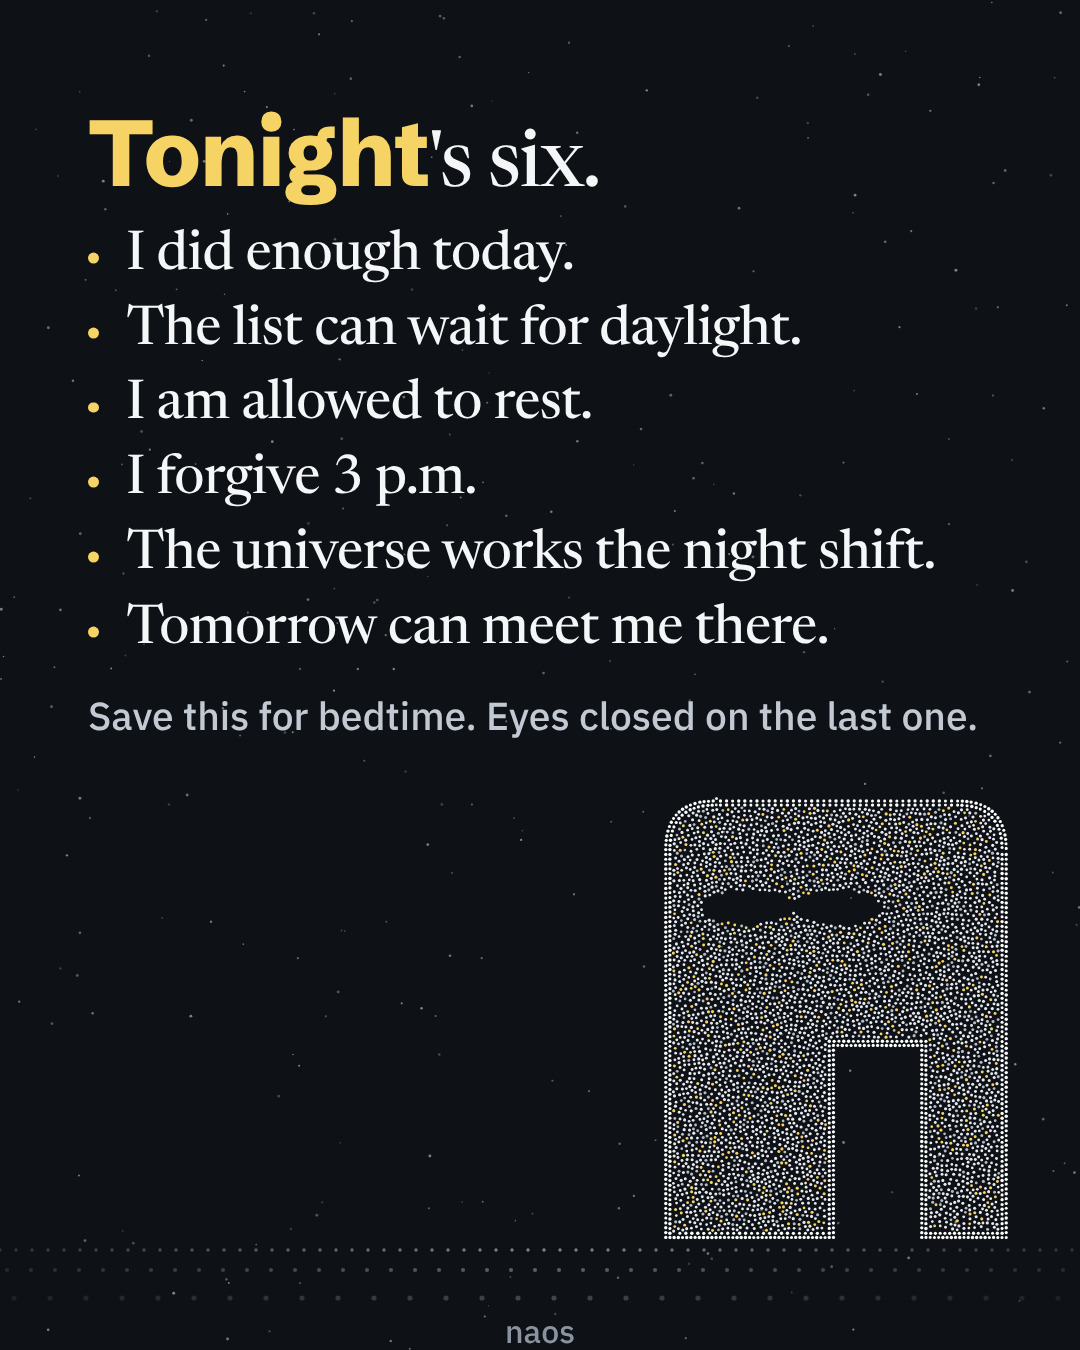 Tonight's six.
I did enough today.
The list can wait for daylight.
I am allowed to rest.
I forgive 3 p.m.
The universe works the night shift.
Tomorrow can meet me there.
Save this for bedtime. Eyes closed on the last one.
naos